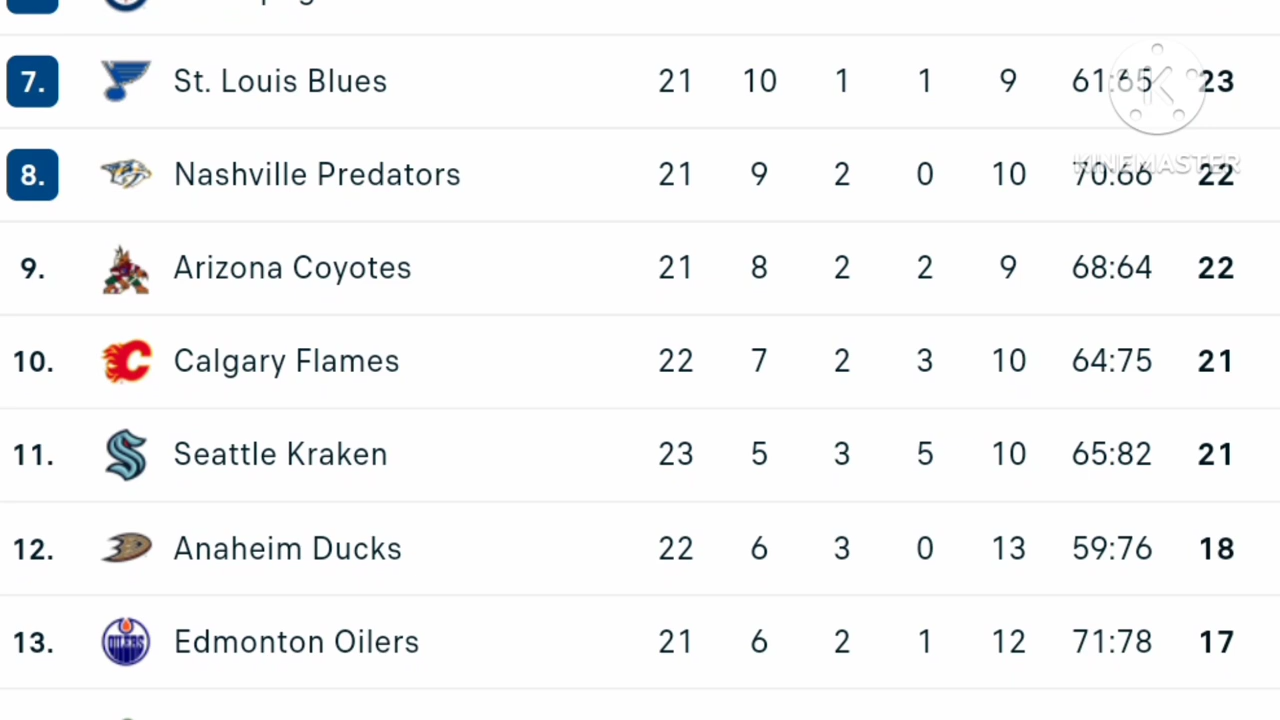 7. St. Louis Blues 21 10 1 1 9 61:65 23
8. Nashville Predators 21 9 2 0 10 70:66 22
KINEMASTER
9. Arizona Coyotes 21 8 2 2 9 68:64 22
10. Calgary Flames 22 7 2 3 10 64:75 21
11. Seattle Kraken 23 5 3 5 10 65:82 21
12. Anaheim Ducks 22 6 3 0 13 59:76 18
13. Edmonton Oilers 21 6 2 1 12 71:78 17